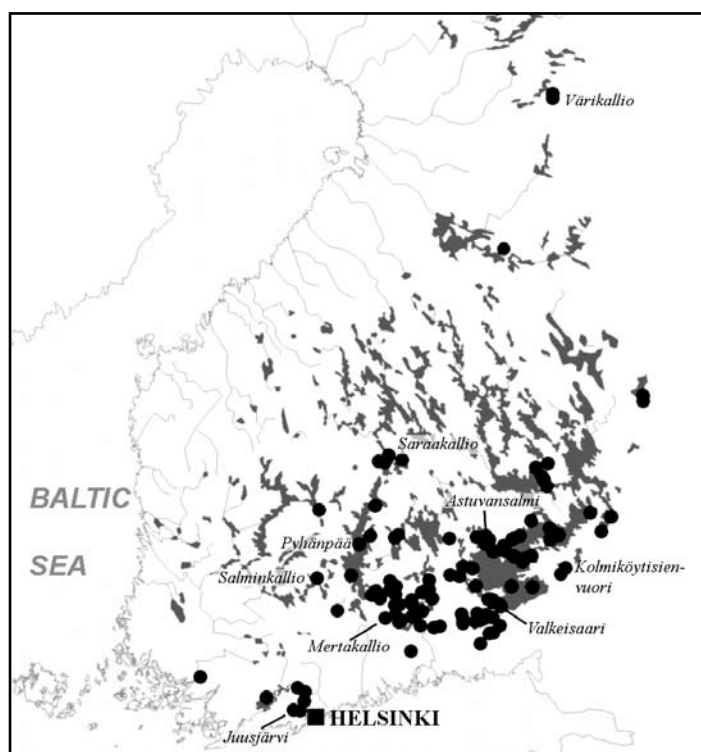 Värikallio
Saraakallio
BALTIC
Astuvansalmi
Pyhänpää
SEA
Salminkallio
Kolmiköytisien-
vuori
Mertakallio
Valkeisaari
HELSINKI
Juusjärvi